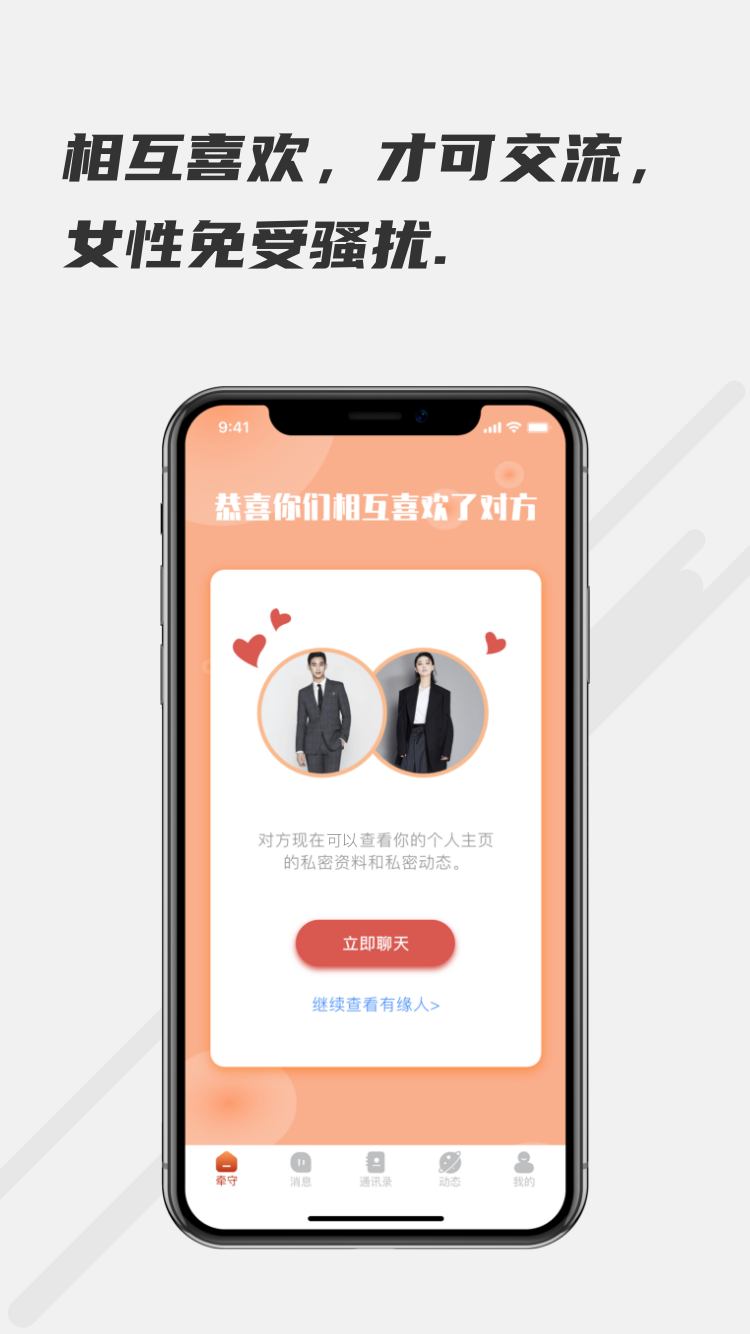 相互喜欢，才可交流，
女性免受骚扰.
9:41
恭喜你们相互喜欢了对方
对方现在可以查看你的个人主页
的私密资料和私密动态。
立即聊天
继续查看有缘人>
牵守
消息
通讯录
动态
我的